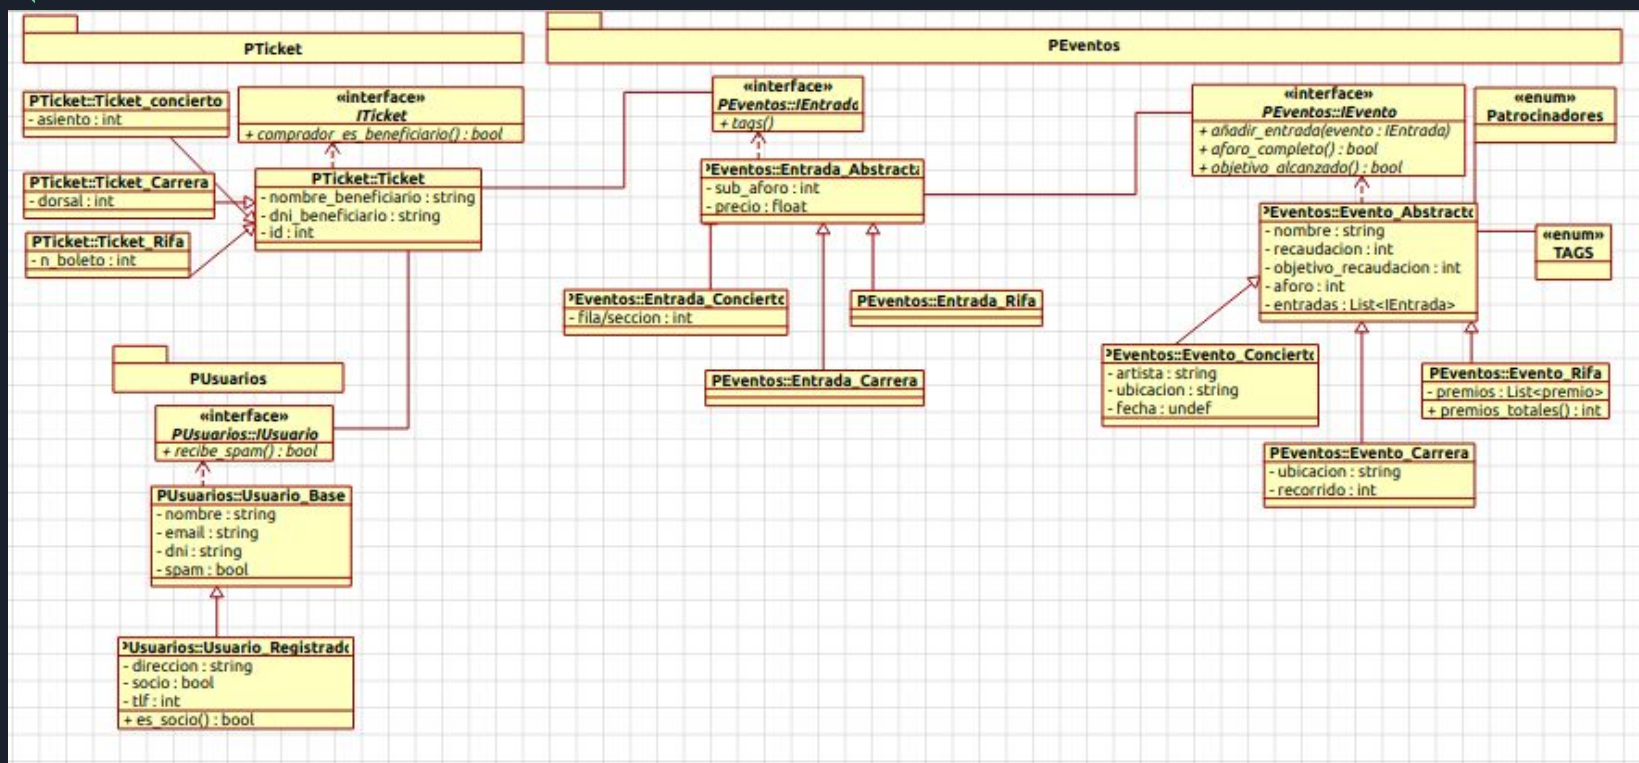 PTicket
PTicket::Ticket_concierto
- asiento : int
«interface»
ITicket
+ comprador_es_beneficiario() : bool
PTicket::Ticket_Carrera
- dorsal : int
PTicket::Ticket_Rifa
- n_boleto : int
PTicket::Ticket
- nombre_beneficiario : string
- dni_beneficiario : string
- id : int
PUsuarios
«interface»
PUsuarios::IUsuario
+ recibe_spam() : bool
PUsuarios::Usuario_Base
- nombre : string
- email : string
- dni : string
- spam : bool
Usuarios::Usuario_Registrado
- direccion : string
- socio : bool
- tlf : int
+ es_socio() : bool
PEventos
«interface»
PEventos::IEntrada
+ tags()
Eventos::Entrada_Abstracta
- sub_aforo : int
- precio : float
Eventos::Entrada_Concierto
- fila/seccion : int
PEventos::Entrada_Rifa
PEventos::Entrada_Carrera
«interface»
PEventos::IEvento
+ añadir_entrada(evento : IEntrada)
+ aforo_completo() : bool
+ objetivo_alcanzado() : bool
«enum»
Patrocinadores
Eventos::Evento_Abstracto
- nombre : string
- recaudacion : int
- objetivo_recaudacion : int
- aforo : int
- entradas : List<IEntrada>
«enum»
TAGS
Eventos::Evento_Concierto
- artista : string
- ubicacion : string
- fecha : undef
PEventos::Evento_Rifa
- premios : List<premio>
+ premios_totales() : int
PEventos::Evento_Carrera
- ubicacion : string
- recorrido : int